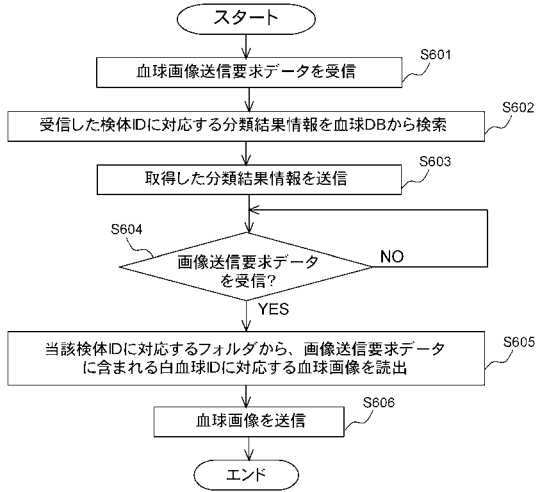 スタート
血球画像送信要求データを受信
S601
受信した検体IDに対応する分類結果情報を血球DBから検索
S602
取得した分類結果情報を送信
S603
S604
画像送信要求データ
を受信?
NO
YES
当該検体IDに対応するフォルダから、画像送信要求データ
に含まれる白血球IDに対応する血球画像を読出
S605
血球画像を送信
S606
エンド